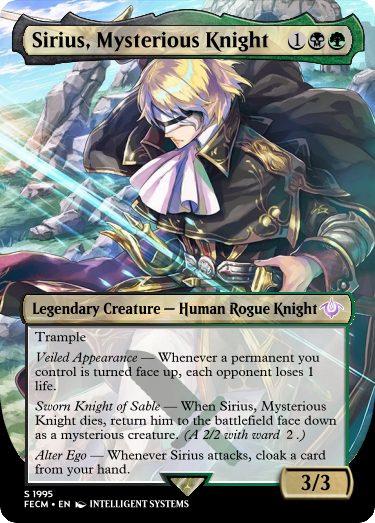 Sirius, Mysterious Knight 1
Legendary Creature — Human Rogue Knight
Trample
Veiled Appearance — Whenever a permanent you
control is turned face up, each opponent loses 1
life.
Sworn Knight of Sable — When Sirius, Mysterious
Knight dies, return him to the battlefield face down
as a mysterious creature. (A 2/2 with ward 2.)
Alter Ego — Whenever Sirius attacks, cloak a card
from your hand.
3/3
S 1995
FECM • EN INTELLIGENT SYSTEMS